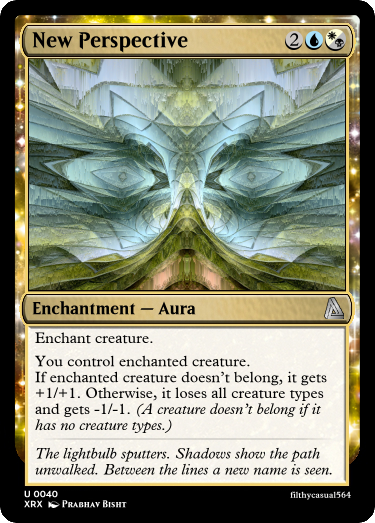 New Perspective
2
Enchantment — Aura
Enchant creature.
You control enchanted creature.
If enchanted creature doesn't belong, it gets
+1/+1. Otherwise, it loses all creature types
and gets -1/-1. (A creature doesn't belong if it
has no creature types.)
The lightbulb sputters. Shadows show the path
unwalked. Between the lines a new name is seen.
U 0040
XRX Prabhav Bisht
filthycasual564